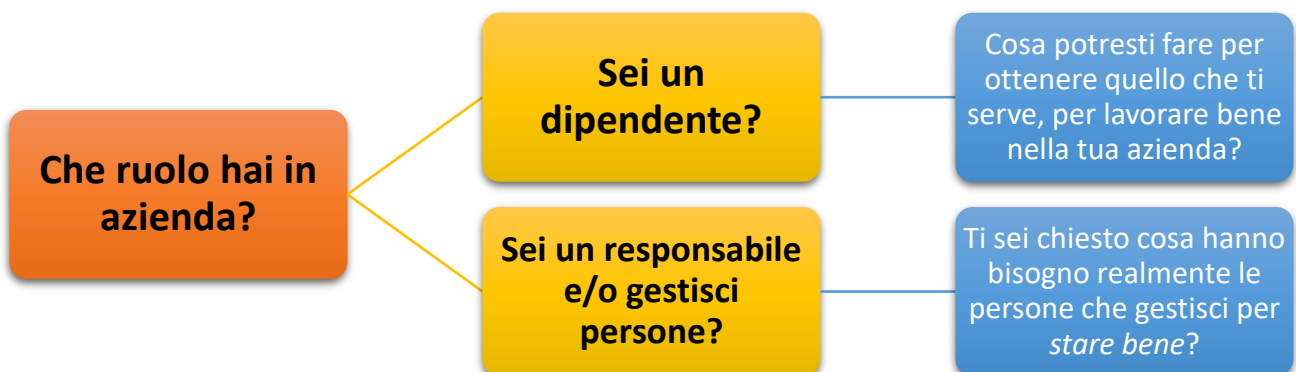 Che ruolo hai in
azienda?
Sei un
dipendente?
Cosa potresti fare per
ottenere quello che ti
serve, per lavorare bene
nella tua azienda?
Sei un responsabile
e/o gestisci
persone?
Ti sei chiesto cosa hanno
bisogno realmente le
persone che gestisci per
stare bene?